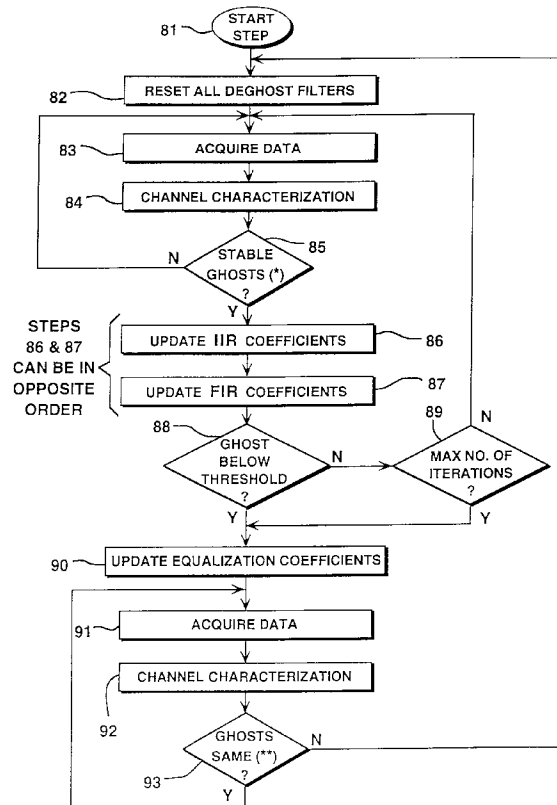 81
START
STEP
82
RESET ALL DEGHOST FILTERS
83
ACQUIRE DATA
84
CHANNEL CHARACTERIZATION
85
N
STABLE
GHOSTS (*)
?
Y
STEPS
86 & 87
CAN BE IN
OPPOSITE
ORDER
UPDATE IIR COEFFICIENTS
86
UPDATE FIR COEFFICIENTS
87
88
GHOST
BELOW
THRESHOLD
?
N
Y
89
N
MAX NO. OF
ITERATIONS
?
Y
90
UPDATE EQUALIZATION COEFFICIENTS
91
ACQUIRE DATA
92
CHANNEL CHARACTERIZATION
93
GHOSTS
SAME (**)
?
N
Y